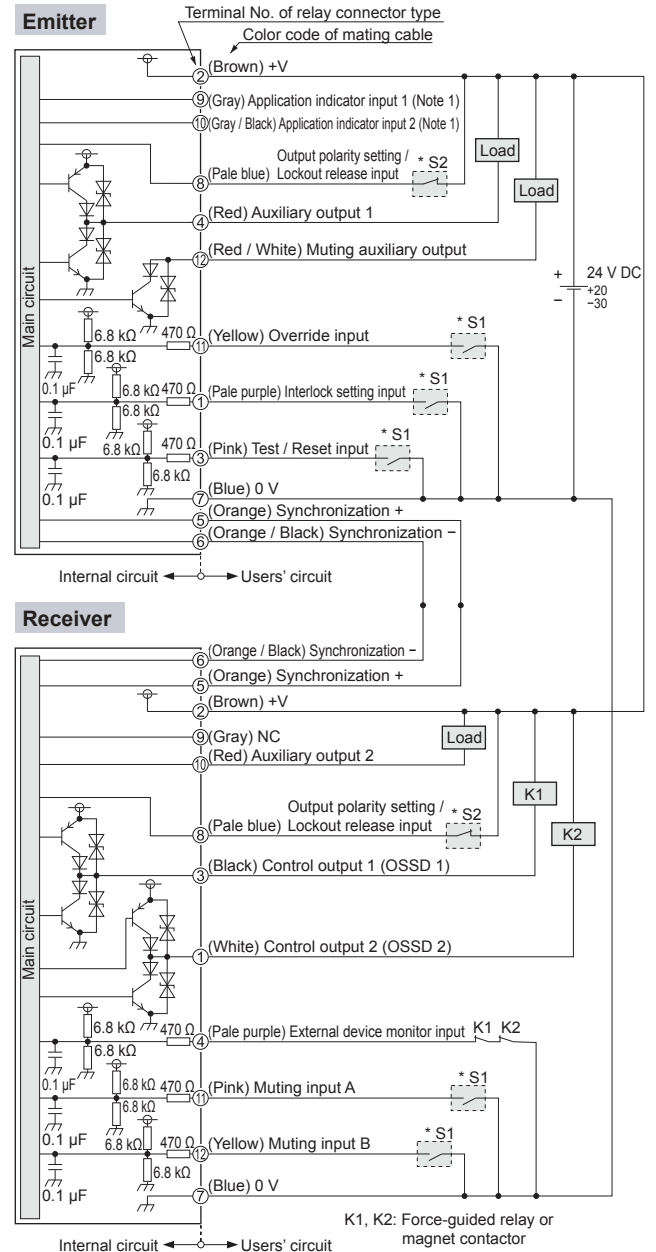 Emitter
Terminal No. of relay connector type
Color code of mating cable
Main circuit
② (Brown) +V
⑨ (Gray) Application indicator input 1 (Note 1)
⑩ (Gray / Black) Application indicator input 2 (Note 1)
Output polarity setting /
⑧ (Pale blue) Lockout release input
* S2
Load
④ (Red) Auxiliary output 1
Load
⑫ (Red / White) Muting auxiliary output
+
−
24 V DC
+20
−30
6.8 kΩ
6.8 kΩ
0.1 µF
470 Ω
⑪ (Yellow) Override input
* S1
6.8 kΩ
6.8 kΩ
0.1 µF
470 Ω
① (Pale purple) Interlock setting input
* S1
6.8 kΩ
6.8 kΩ
0.1 µF
470 Ω
③ (Pink) Test / Reset input
* S1
⑦ (Blue) 0 V
⑤ (Orange) Synchronization +
⑥ (Orange / Black) Synchronization −
Internal circuit
Users' circuit
Receiver
Main circuit
⑥ (Orange / Black) Synchronization −
⑤ (Orange) Synchronization +
② (Brown) +V
⑨ (Gray) NC
⑩ (Red) Auxiliary output 2
Load
K1
K2
Output polarity setting /
⑧ (Pale blue) Lockout release input
* S2
③ (Black) Control output 1 (OSSD 1)
① (White) Control output 2 (OSSD 2)
6.8 kΩ
6.8 kΩ
0.1 µF
470 Ω
④ (Pale purple) External device monitor input
K1 K2
6.8 kΩ
6.8 kΩ
0.1 µF
470 Ω
⑪ (Pink) Muting input A
* S1
6.8 kΩ
6.8 kΩ
0.1 µF
470 Ω
⑫ (Yellow) Muting input B
* S1
⑦ (Blue) 0 V
K1, K2: Force-guided relay or
magnet contactor
Internal circuit
Users' circuit